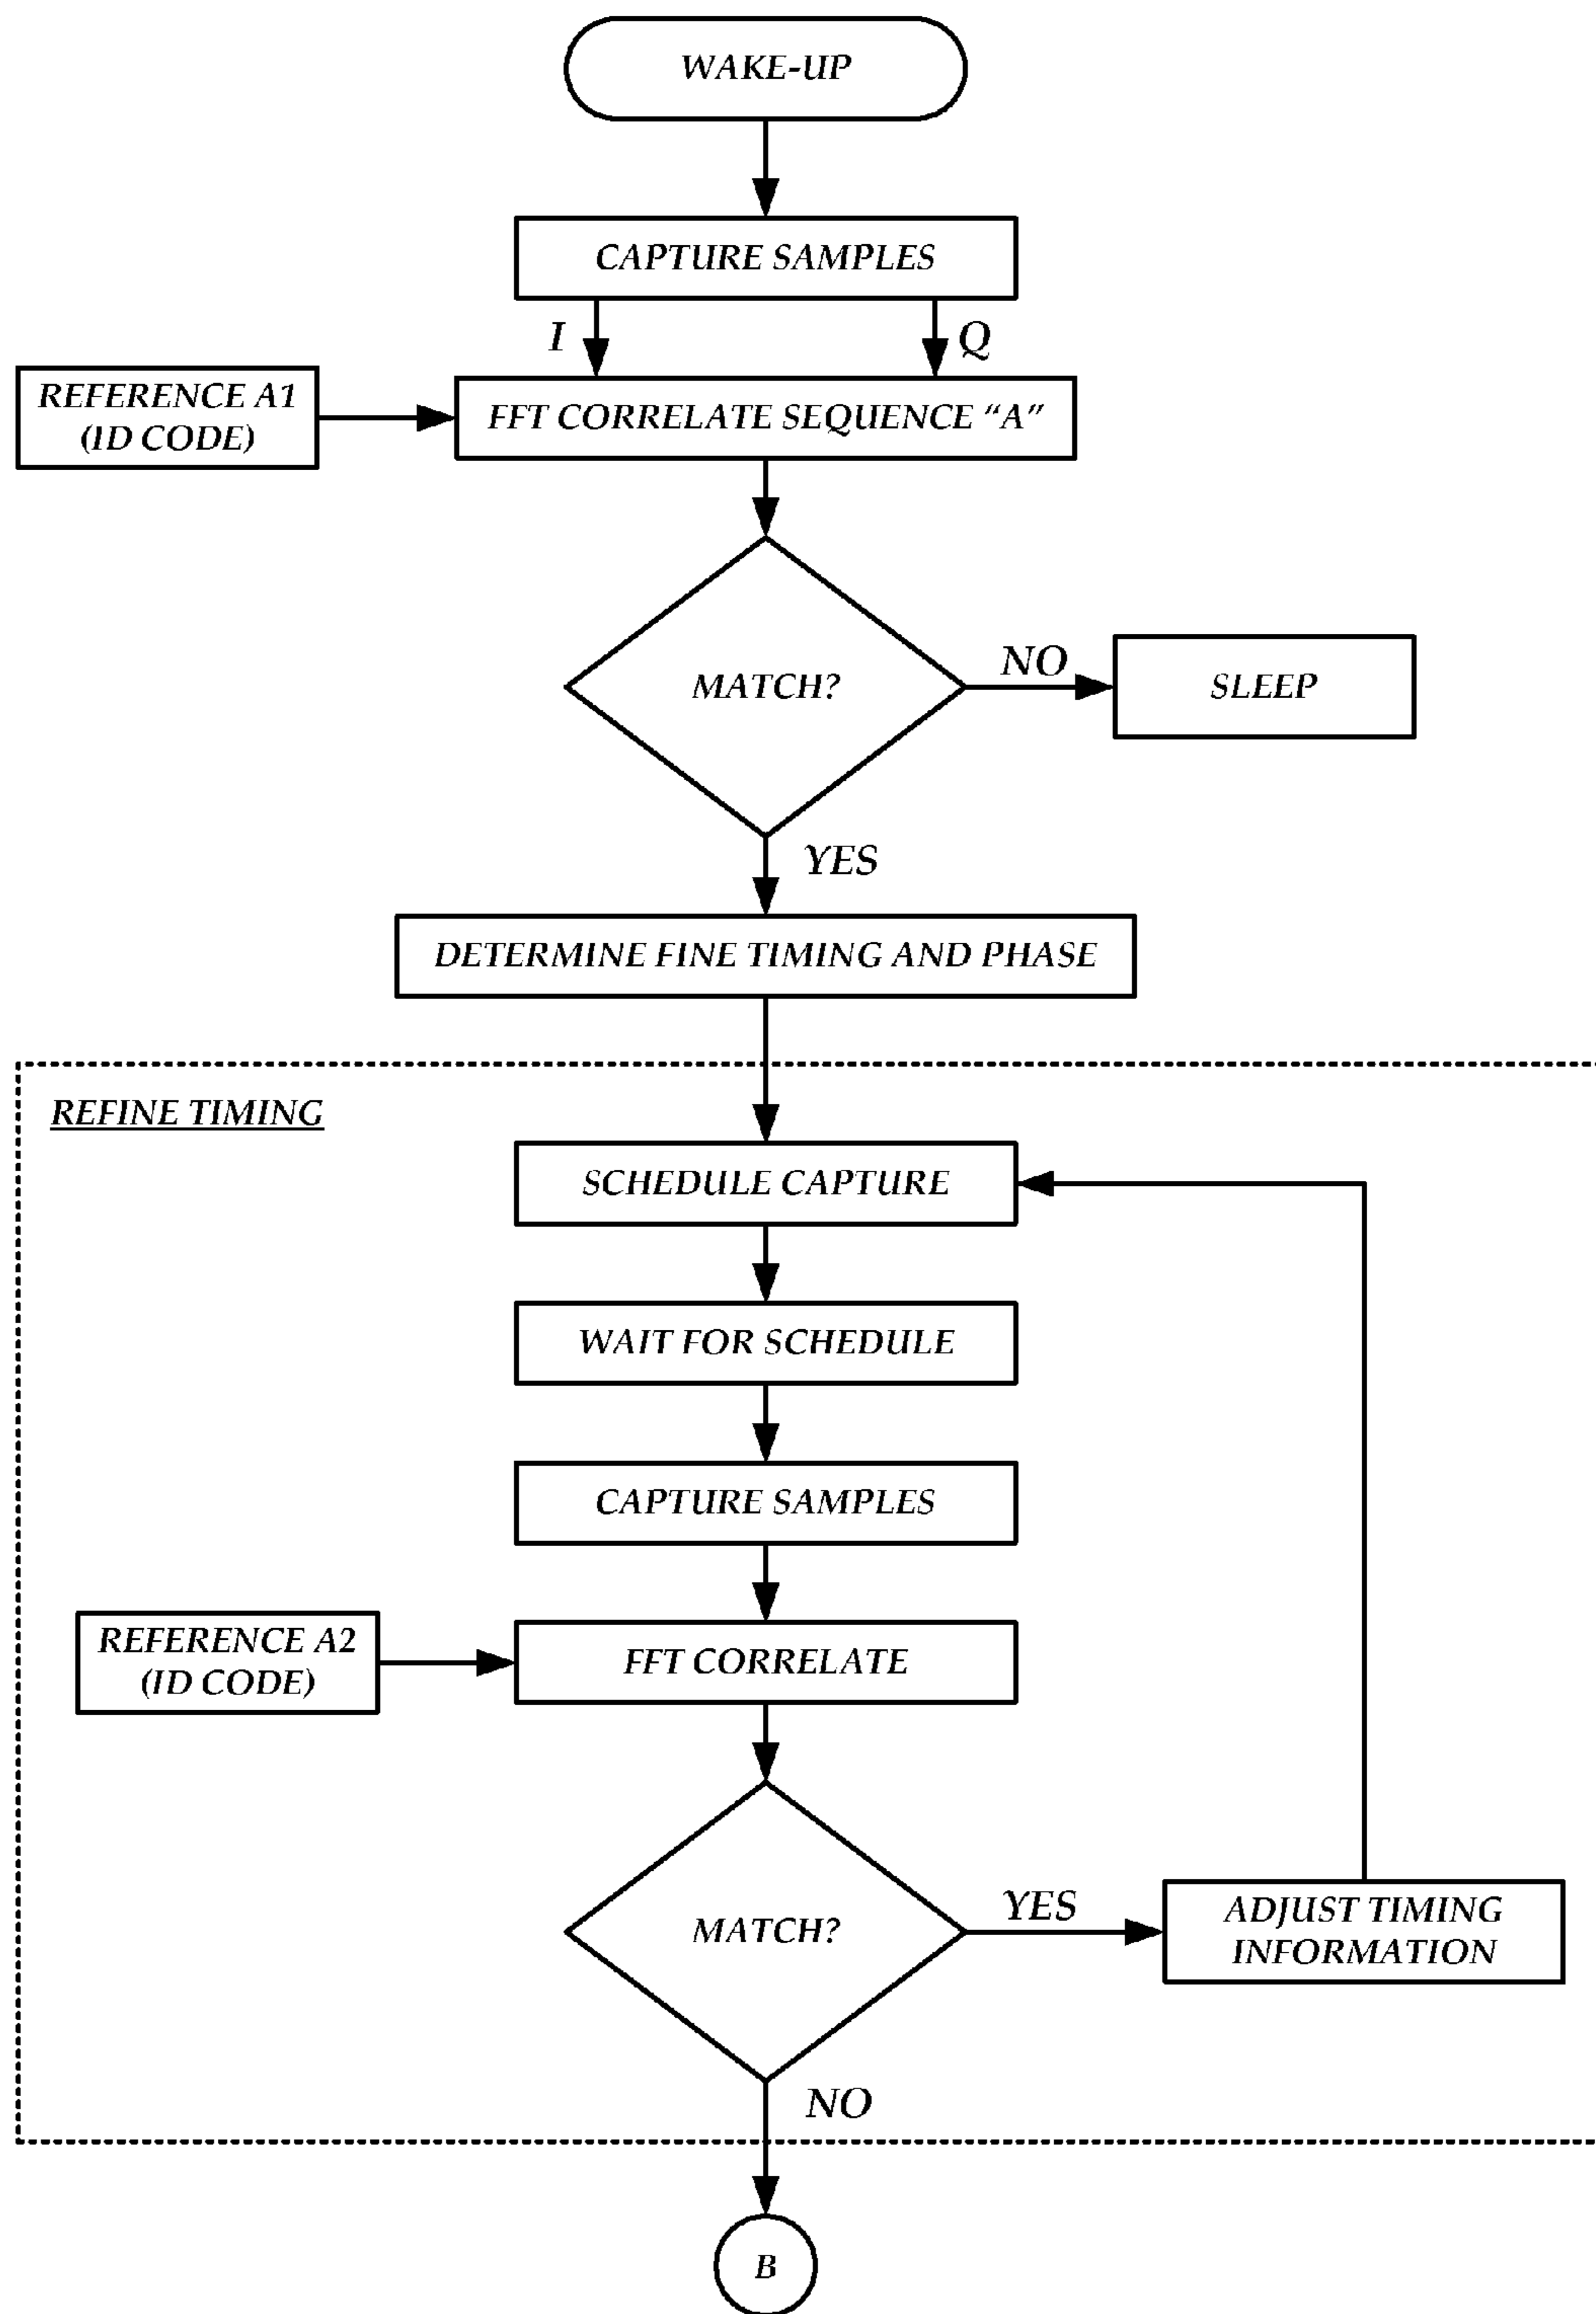 WAKE-UP
CAPTURE SAMPLES
I
Q
REFERENCE A1
(ID CODE)
FFT CORRELATE SEQUENCE “A”
MATCH?
NO
SLEEP
YES
DETERMINE FINE TIMING AND PHASE
REFINE TIMING
SCHEDULE CAPTURE
WAIT FOR SCHEDULE
CAPTURE SAMPLES
REFERENCE A2
(ID CODE)
FFT CORRELATE
MATCH?
YES
ADJUST TIMING
INFORMATION
NO
B